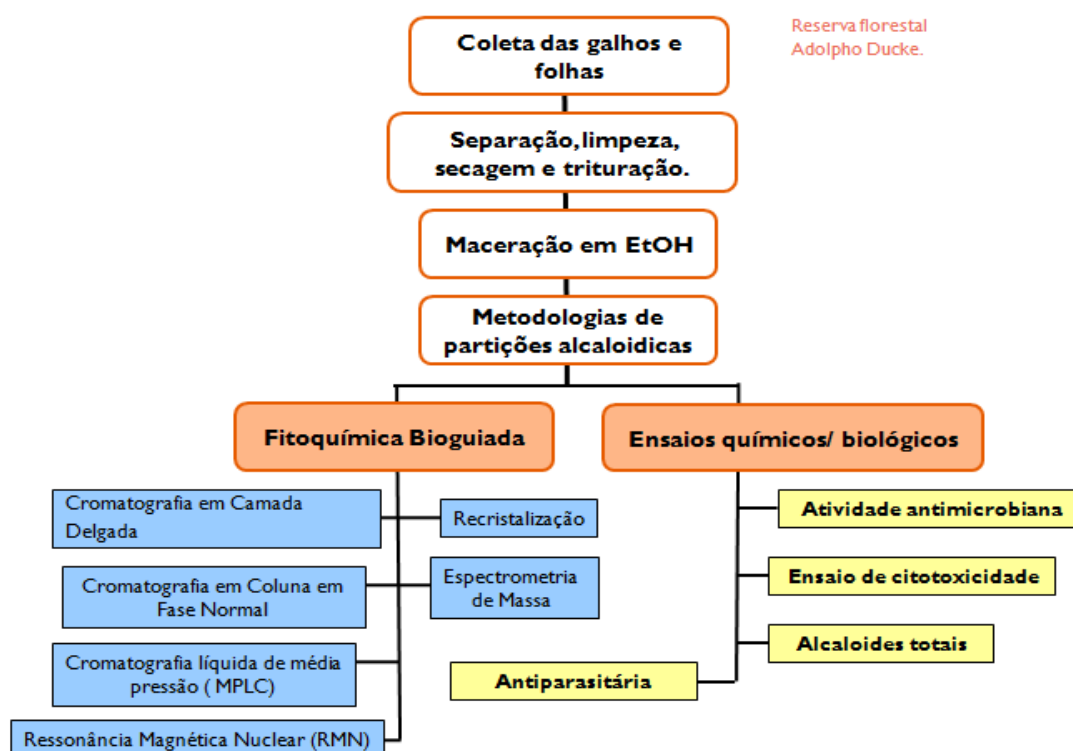 Coleta das galhos e
folhas
Reserva florestal
Adolpho Ducke.
Separação,limpeza,
secagem e trituração.
Maceração em EtOH
Metodologias de
partições alcaloidicas
Fitoquímica Bioguiada
Ensaios químicos/ biológicos
Cromatografia em Camada
Delgada
Recristalização
Cromatografia em Coluna em
Fase Normal
Espectrometria
de Massa
Cromatografia líquida de média
pressão ( MPLC)
Ressonância Magnética Nuclear (RMN)
Atividade antimicrobiana
Ensaio de citotoxicidade
Alcaloides totais
Antiparasitária